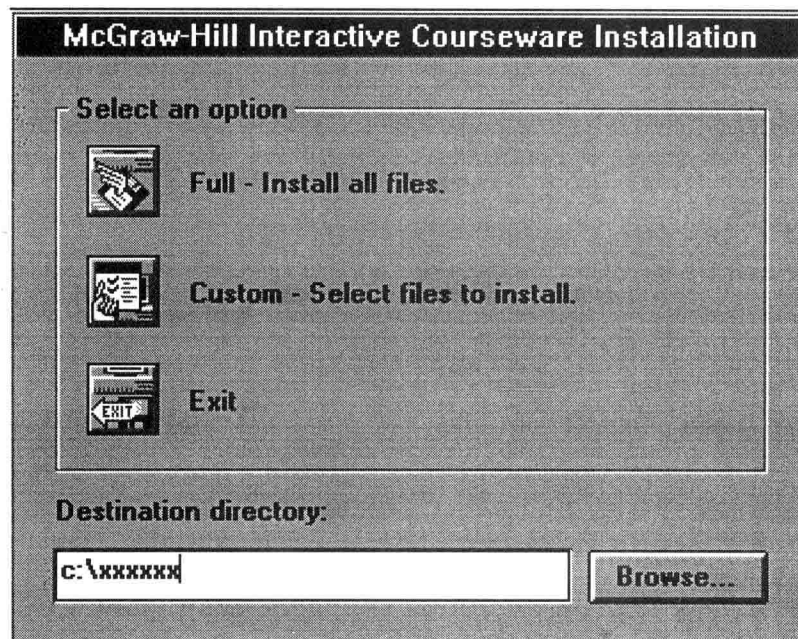 McGraw-Hill Interactive Courseware Installation
Select an option
Full - Install all files.
Custom - Select files to install.
EXIT
Exit
Destination directory:
c:\xxxxxx
Browse...